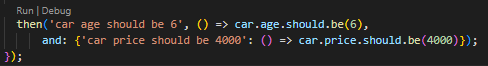 Run | Debug
then('car age should be 6', () => car.age.should.be(6),
and: {'car price should be 4000': () => car.price.should.be(4000)});
});